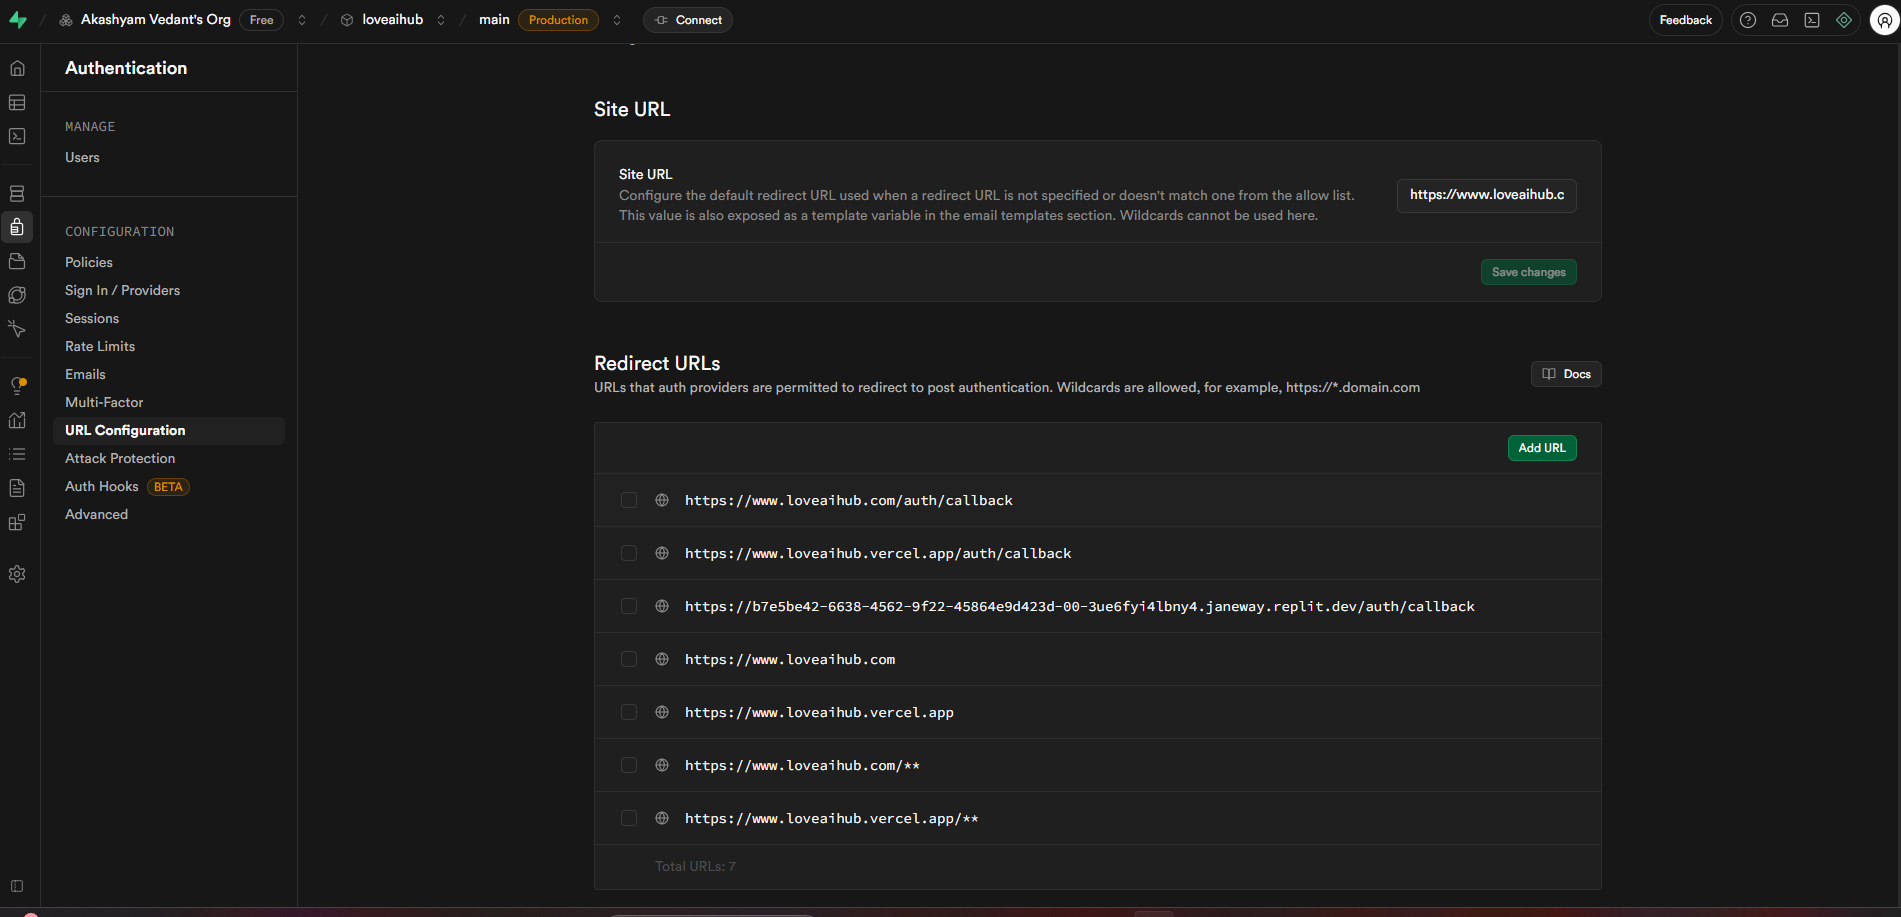 Akashyam Vedant's Org Free loveaihub main Production Connect Feedback
Authentication
MANAGE
Users
CONFIGURATION
Policies
Sign In / Providers
Sessions
Rate Limits
Emails
Multi-Factor
URL Configuration
Attack Protection
Auth Hooks BETA
Advanced
Site URL
Site URL
Configure the default redirect URL used when a redirect URL is not specified or doesn't match one from the allow list.
This value is also exposed as a template variable in the email templates section. Wildcards cannot be used here.
https://www.loveaihub.c
Save changes
Redirect URLs
URLs that auth providers are permitted to redirect to post authentication. Wildcards are allowed, for example, https://*.domain.com
Docs
Add URL
https://www.loveaihub.com/auth/callback
https://www.loveaihub.vercel.app/auth/callback
https://b7e5be42-6638-4562-9f22-45864e9d423d-00-3ue6fyi4lbny4.janeway.replit.dev/auth/callback
https://www.loveaihub.com
https://www.loveaihub.vercel.app
https://www.loveaihub.com/**
https://www.loveaihub.vercel.app/**
Total URLs: 7